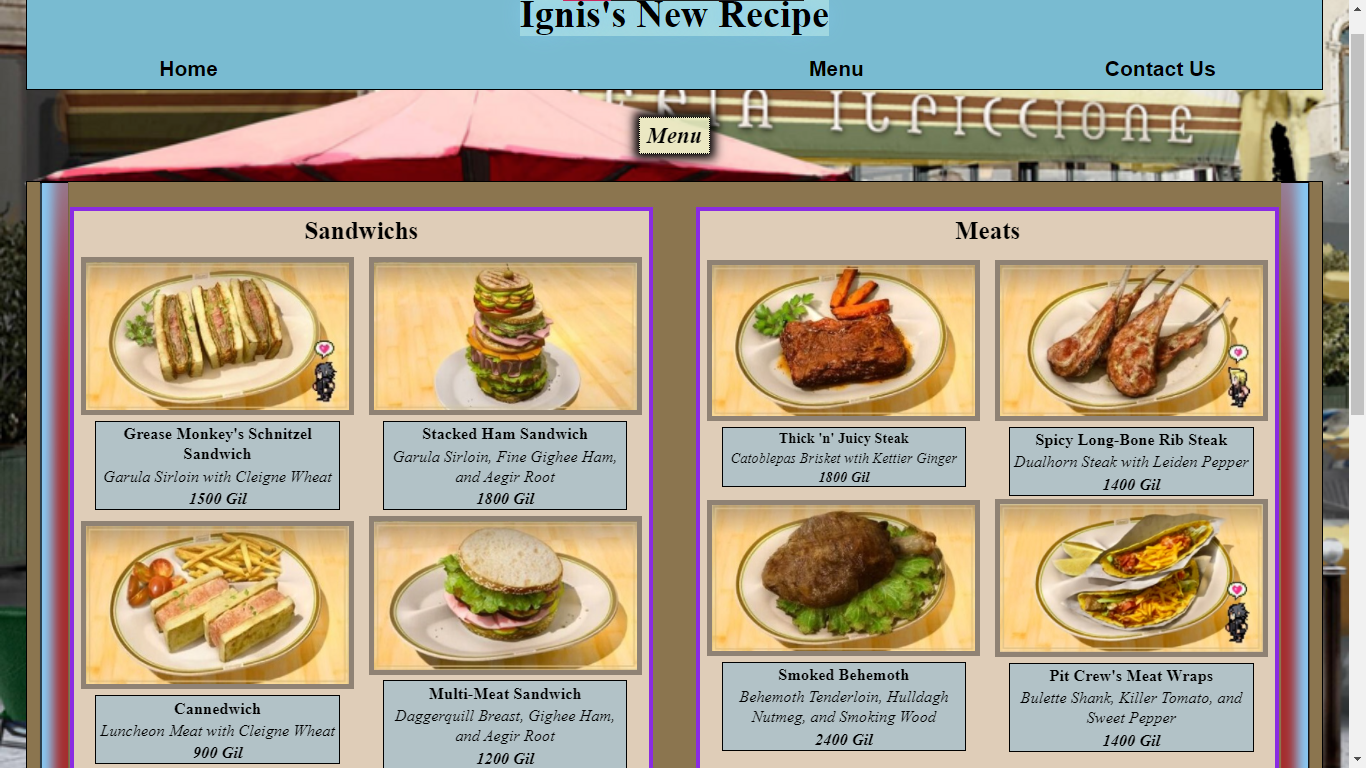 Ignis's New Recipe
Home Menu Contact Us
ILPICCIONE
Menu
Sandwichs
Grease Monkey's Schnitzel
Sandwich
Garula Sirloin with Cleigne Wheat
1500 Gil
Stacked Ham Sandwich
Garula Sirloin, Fine Gighee Ham,
and Aegir Root
1800 Gil
Cannedwich
Luncheon Meat with Cleigne Wheat
900 Gil
Multi-Meat Sandwich
Daggerquill Breast, Gighee Ham,
and Aegir Root
1200 Gil
Meats
Thick 'n' Juicy Steak
Catoblepas Brisket wtih Kettier Ginger
1800 Gil
Spicy Long-Bone Rib Steak
Dualhorn Steak wtih Leiden Pepper
1400 Gil
Smoked Behemoth
Behemoth Tenderloin, Hulldagh
Nutmeg, and Smoking Wood
2400 Gil
Pit Crew's Meat Wraps
Bulette Shank, Killer Tomato, and
Sweet Pepper
1400 Gil